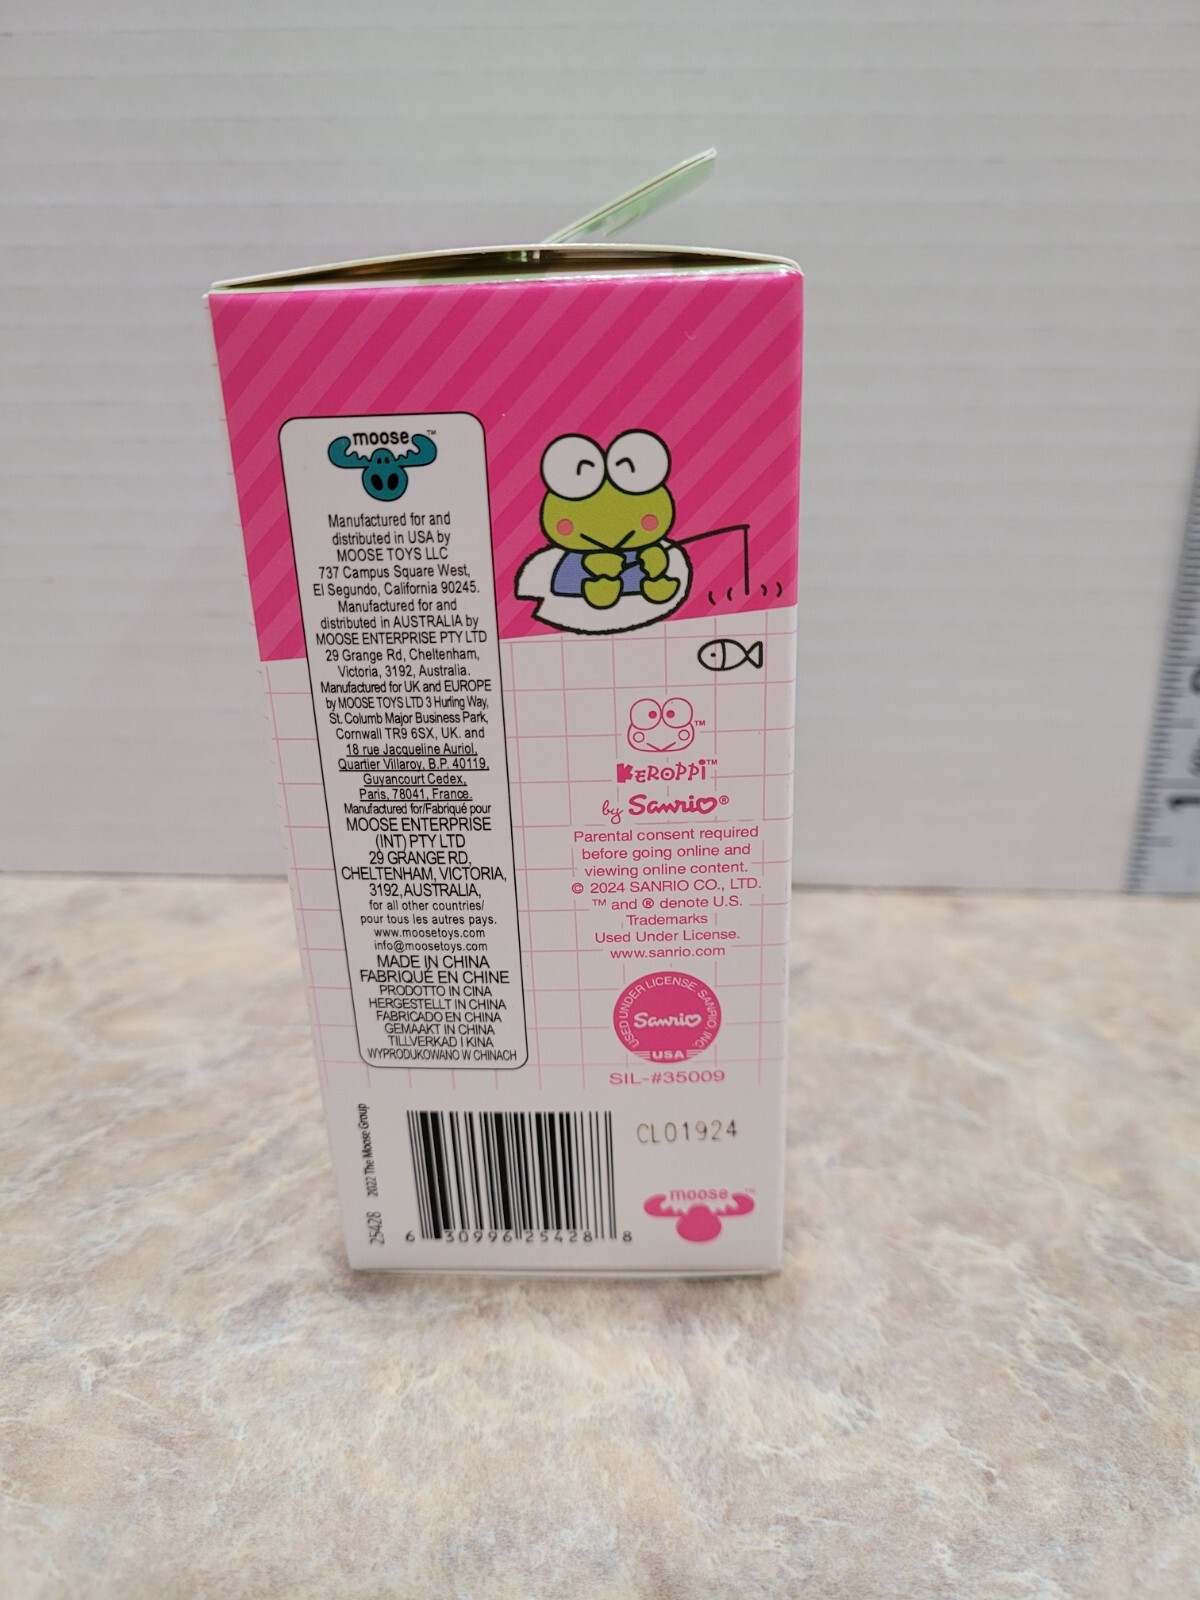 moose™
Manufactured for and
distributed in USA by
MOOSE TOYS LLC
737 Campus Square West,
El Segundo, California 90245.
Manufactured for and
distributed in AUSTRALIA by
MOOSE ENTERPRISE PTY LTD
29 Grange Rd, Cheltenham,
Victoria, 3192, Australia.
Manufactured for UK and EUROPE
by MOOSE TOYS LTD 3 Hurling Way,
St. Columb Major Business Park,
Cornwall TR9 6SX, UK. and
18 rue Jacqueline Auriol,
Quartier Villaroy, B.P. 40119,
Guyancourt Cedex,
Paris, 78041, France.
Manufactured for/Fabriqué pour
MOOSE ENTERPRISE
(INT) PTY LTD
29 GRANGE RD,
CHELTENHAM, VICTORIA,
3192, AUSTRALIA,
for all other countries/
pour tous les autres pays.
www.moosetoys.com
info@moosetoys.com
MADE IN CHINA
FABRIQUÉ EN CHINE
PRODOTTO IN CINA
HERGESTELLT IN CHINA
FABRICADO EN CHINA
GEMAAKT IN CHINA
TILLVERKAD I KINA
WYPRODUKOWANO W CHINACH
™
KEROPPI™
by Sanrio®
Parental consent required
before going online and
viewing online content.
© 2024 SANRIO CO., LTD.
™ and ® denote U.S.
Trademarks
Used Under License.
www.sanrio.com
USED UNDER LICENSE SANRIO INC.
Sanrio
USA
SIL-#35009
25428 2022 The Moose Group
6 30996 25428 8
CL01924
moose™
1